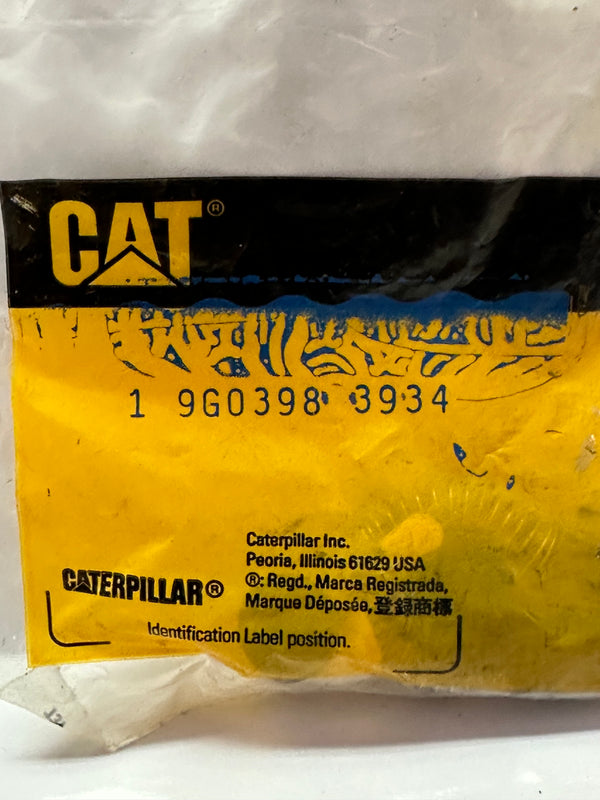 CAT®
1 9G0398 3934
Caterpillar Inc.
Peoria, Illinois 61629 USA
®: Regd., Marca Registrada,
Marque Déposée, 登録商標
CATERPILLAR®
Identification Label position.